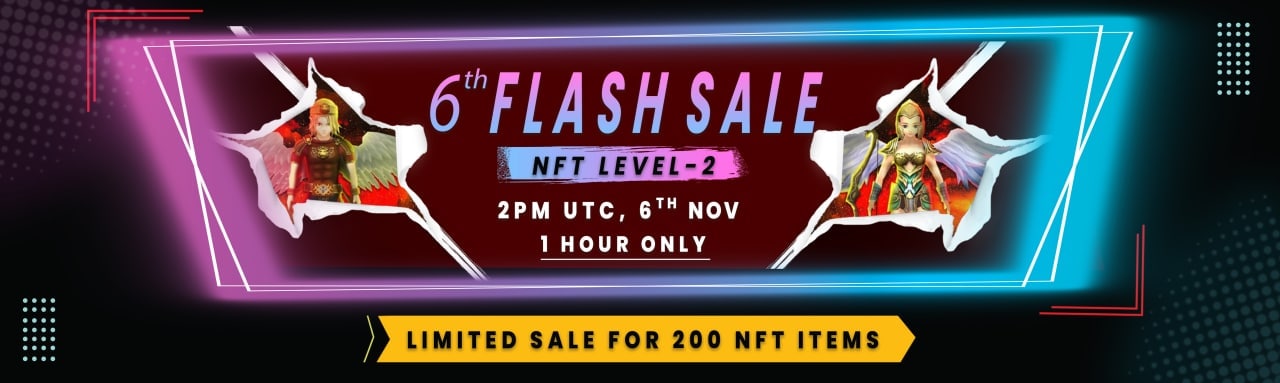 6th FLASH SALE
NFT LEVEL-2
2PM UTC, 6TH NOV
1 HOUR ONLY
LIMITED SALE FOR 200 NFT ITEMS